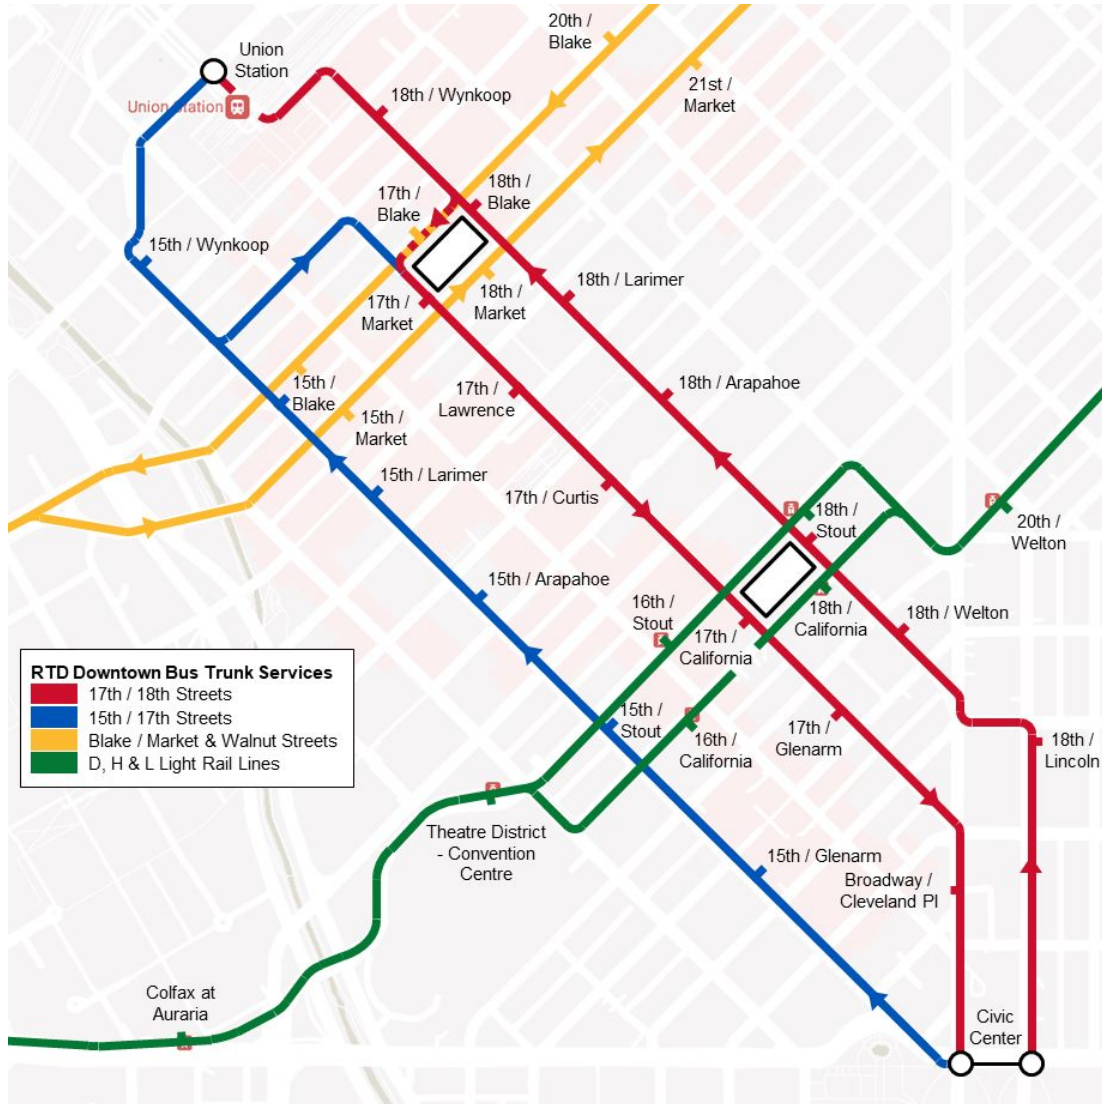 20th /
Blake
Union
Station
Union Station
21st /
Market
18th / Wynkoop
18th /
Blake
17th /
Blake
15th / Wynkoop
18th / Larimer
18th /
Market
17th /
Market
18th / Arapahoe
15th /
Blake
17th /
Lawrence
15th /
Market
15th / Larimer
17th / Curtis
18th /
Stout
20th /
Welton
15th / Arapahoe
16th /
Stout
18th /
California
18th / Welton
17th /
California
RTD Downtown Bus Trunk Services
17th / 18th Streets
15th / 17th Streets
Blake / Market & Walnut Streets
D, H & L Light Rail Lines
15th /
Stout
16th /
California
17th /
Glenarm
18th /
Lincoln
Theatre District
- Convention
Centre
15th / Glenarm
Broadway /
Cleveland Pl
Colfax at
Auraria
Civic
Center